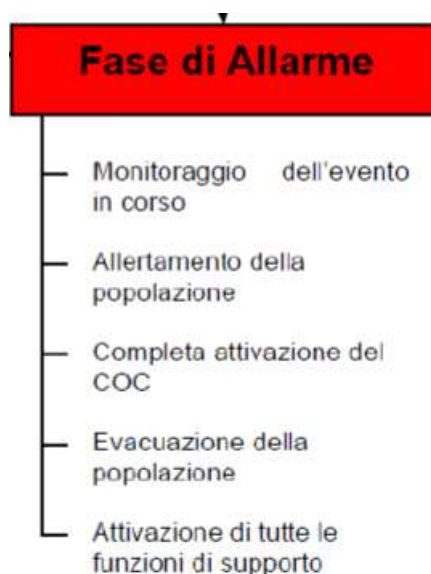 Fase di Allarme
Monitoraggio dell'evento
in corso
Allertamento della
popolazione
Completa attivazione del
COC
Evacuazione della
popolazione
Attivazione di tutte le
funzioni di supporto